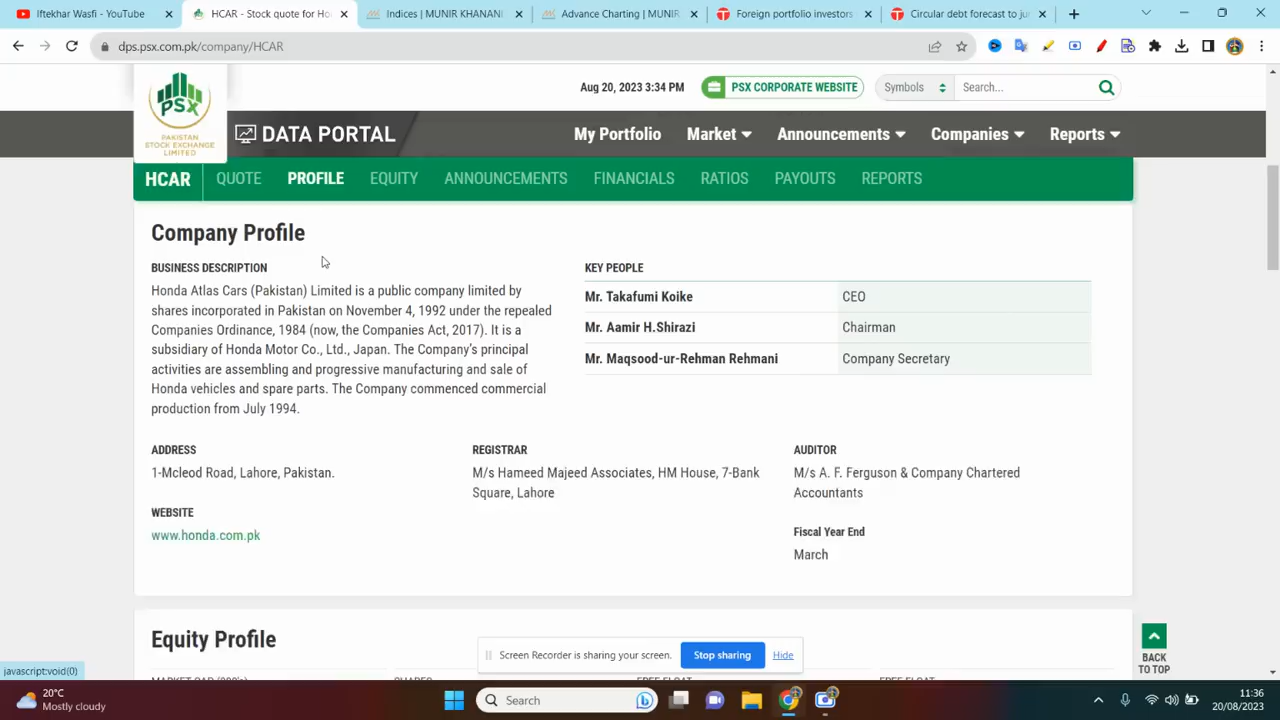 Iftekhar Wasfi - YouTube
HCAR - Stock quote for Ho
Indices | MUNIR KHANANI
Advance Charting | MUNIR
Foreign portfolio investors
Circular debt forecast to ju
dps.psx.com.pk/company/HCAR
PSX
PAKISTAN
STOCK EXCHANGE
LIMITED
Aug 20, 2023 3:34 PM
PSX CORPORATE WEBSITE
Symbols
Search...
DATA PORTAL
My Portfolio
Market
Announcements
Companies
Reports
HCAR
QUOTE
PROFILE
EQUITY
ANNOUNCEMENTS
FINANCIALS
RATIOS
PAYOUTS
REPORTS
Company Profile
BUSINESS DESCRIPTION
Honda Atlas Cars (Pakistan) Limited is a public company limited by
shares incorporated in Pakistan on November 4, 1992 under the repealed
Companies Ordinance, 1984 (now, the Companies Act, 2017). It is a
subsidiary of Honda Motor Co., Ltd., Japan. The Company's principal
activities are assembling and progressive manufacturing and sale of
Honda vehicles and spare parts. The Company commenced commercial
production from July 1994.
KEY PEOPLE
Mr. Takafumi Koike CEO
Mr. Aamir H.Shirazi Chairman
Mr. Maqsood-ur-Rehman Rehmani Company Secretary
ADDRESS
1-Mcleod Road, Lahore, Pakistan.
WEBSITE
www.honda.com.pk
REGISTRAR
M/s Hameed Majeed Associates, HM House, 7-Bank
Square, Lahore
AUDITOR
M/s A. F. Ferguson & Company Chartered
Accountants
Fiscal Year End
March
Equity Profile
Screen Recorder is sharing your screen.
Stop sharing
Hide
BACK
TO TOP
javascript:void(0)
20°C
Mostly cloudy
Search
11:36
20/08/2023